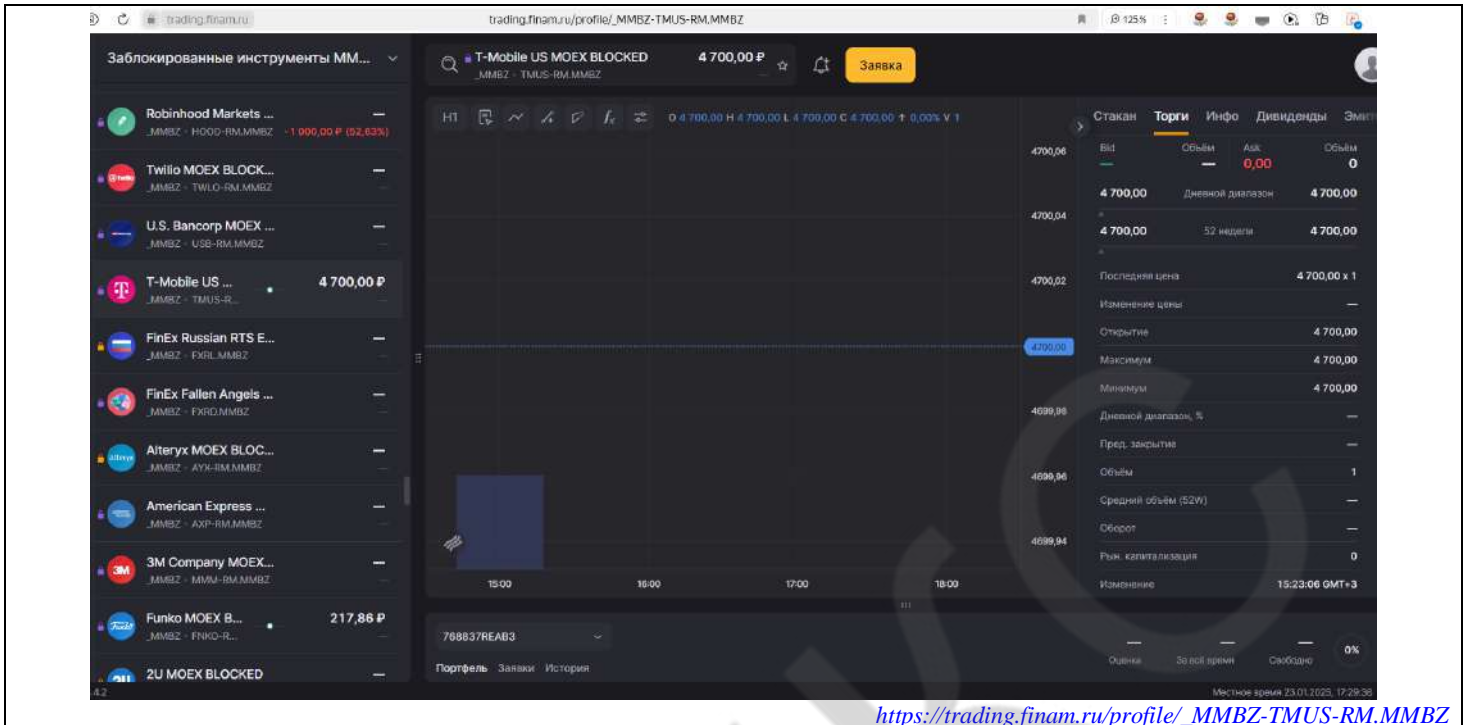 trading.finam.ru
trading.finam.ru/profile/_MMBZ-TMUS-RM.MMBZ
125%
Заблокированные инструменты MM...
T-Mobile US MOEX BLOCKED
4 700,00 ₽
_MMBZ - TMUS-RM.MMBZ
Заявка
Robinhood Markets ...
—
_MMBZ - HOOD-RM.MMBZ
-1 000,00 ₽ (52,63%)
Twilio MOEX BLOCK...
—
_MMBZ - TWLO-RM.MMBZ
U.S. Bancorp MOEX ...
—
_MMBZ - USB-RM.MMBZ
T-Mobile US ...
4 700,00 ₽
_MMBZ - TMUS-R...
FinEx Russian RTS E...
—
_MMBZ - FXRL.MMBZ
FinEx Fallen Angels ...
—
_MMBZ - FXRD.MMBZ
Alteryx MOEX BLOC...
—
_MMBZ - AYX-RM.MMBZ
American Express ...
—
_MMBZ - AXP-RM.MMBZ
3M Company MOEX...
—
_MMBZ - MMM-RM.MMBZ
Funko MOEX B...
217,86 ₽
_MMBZ - FNKO-R...
2U MOEX BLOCKED
—
4.2
H1
O 4 700,00 H 4 700,00 L 4 700,00 C 4 700,00 0,00% V 1
4700,06
4700,04
4700,02
4700,00
4699,98
4699,96
4699,94
15:00 16:00 17:00 18:00
Стакан Торги Инфо Дивиденды Эмит
Bid Объём Ask Объём
— — 0,00 0
4 700,00 Дневной диапазон 4 700,00
4 700,00 52 недели 4 700,00
Последняя цена 4 700,00 x 1
Изменение цены —
Открытие 4 700,00
Максимум 4 700,00
Минимум 4 700,00
Дневной диапазон, % —
Пред. закрытие —
Объём 1
Средний объём (52W) —
Оборот —
Рын. капитализация 0
Изменение 15:23:06 GMT+3
768837REAB3
Портфель Заявки История
— — —
Оценка За всё время Свободно
0%
Местное время 23.01.2025, 17:29:36
https://trading.finam.ru/profile/_MMBZ-TMUS-RM.MMBZ